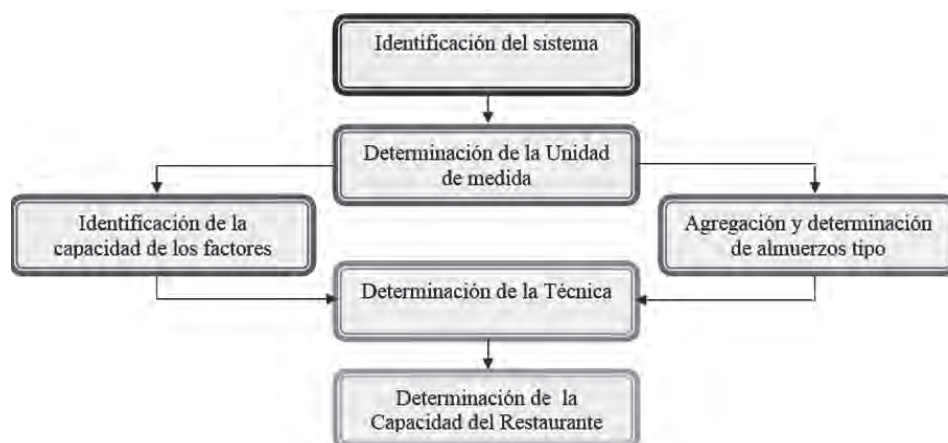 Identificación del sistema
Determinación de la Unidad
de medida
Identificación de la
capacidad de los factores
Agregación y determinación
de almuerzos tipo
Determinación de la Técnica
Determinación de la
Capacidad del Restaurante